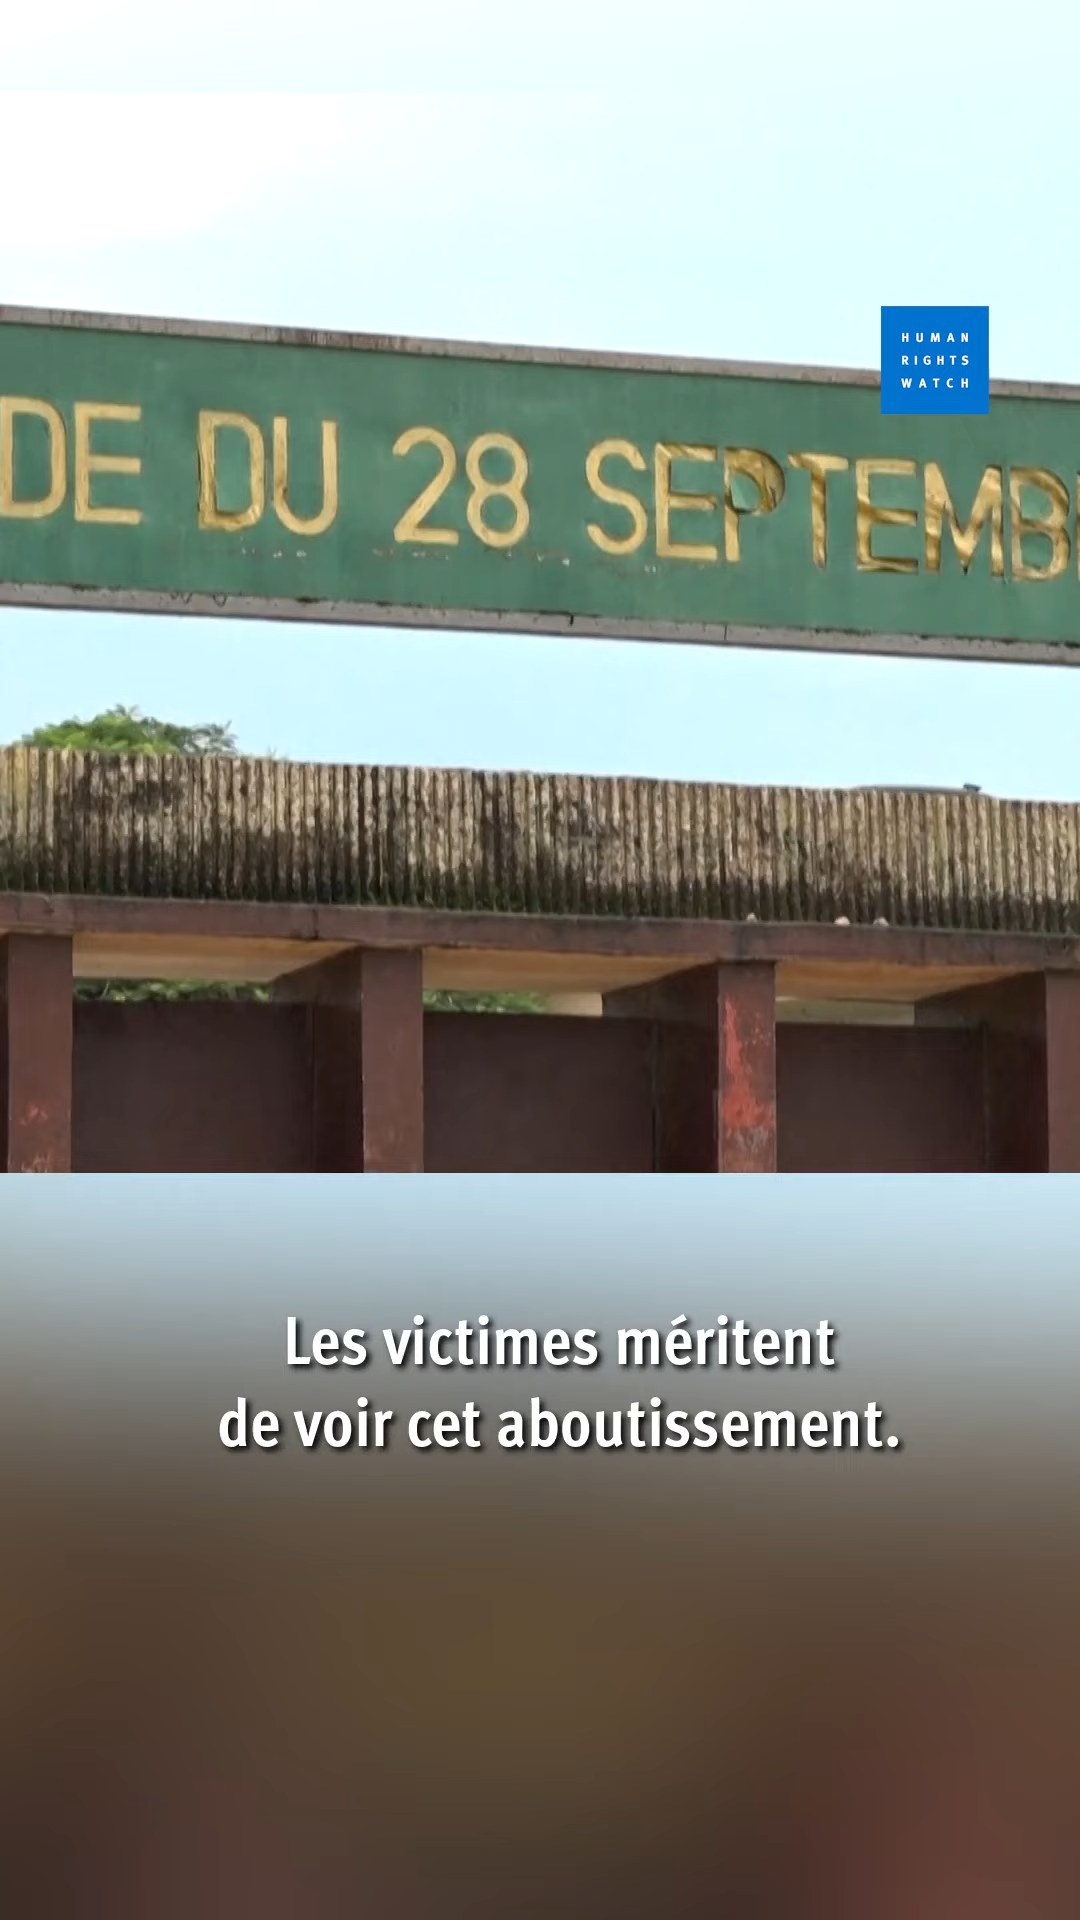 HUMAN
RIGHTS
WATCH
DE DU 28 SEPTEMB
Les victimes méritent
de voir cet aboutissement.